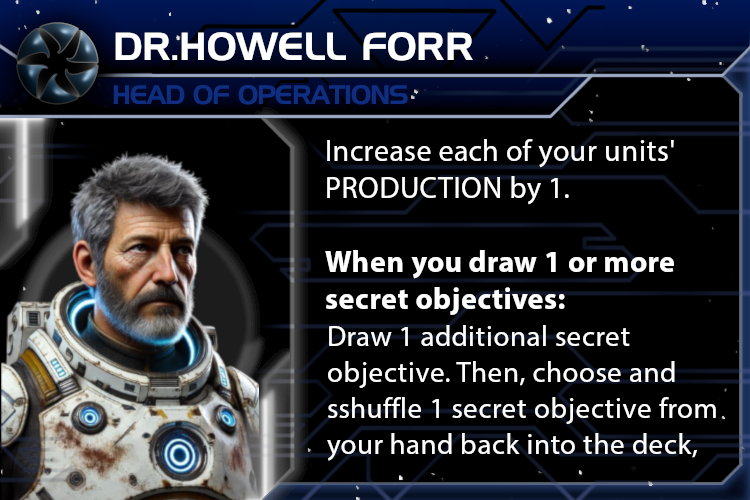 DR.HOWELL FORR
HEAD OF OPERATIONS
Increase each of your units'
PRODUCTION by 1.
When you draw 1 or more
secret objectives:
Draw 1 additional secret
objective. Then, choose and
sshuffle 1 secret objective from
your hand back into the deck,